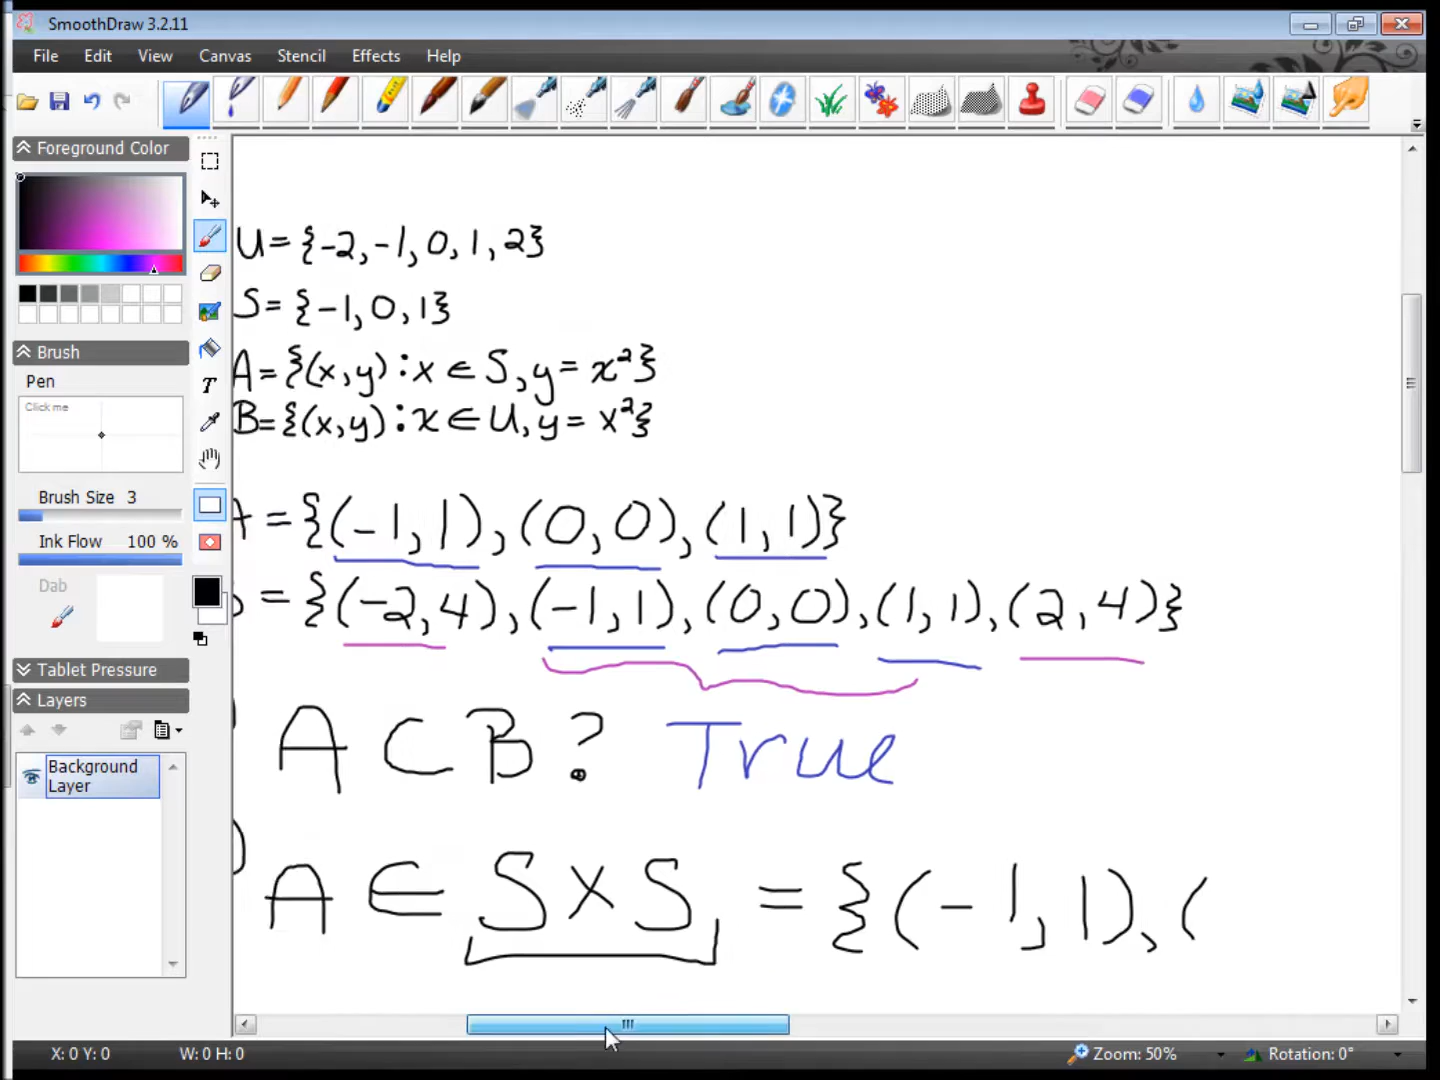 SmoothDraw 3.2.11
File Edit View Canvas Stencil Effects Help
Foreground Color
Brush
Pen
Click me
Brush Size 3
Ink Flow 100 %
Dab
Tablet Pressure
Layers
Background Layer
U = {-2, -1, 0, 1, 2}
S = {-1, 0, 1}
A = {(x, y) : x ∈ S, y = x²}
B = {(x, y) : x ∈ U, y = x²}
A = {(-1, 1), (0, 0), (1, 1)}
B = {(-2, 4), (-1, 1), (0, 0), (1, 1), (2, 4)}
) A ⊂ B? True
) A ∈ S × S = {(-1, 1), (
X: 0 Y: 0 W: 0 H: 0 Zoom: 50% Rotation: 0°